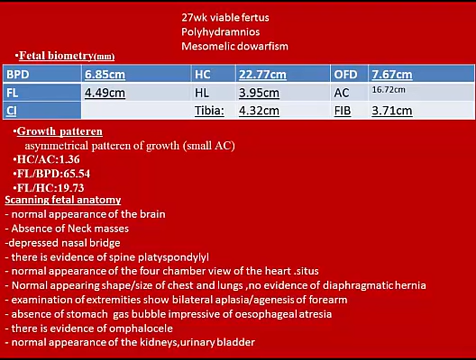 27wk viable fertus
Polyhydramnios
Mesomelic dowarfism
•Fetal biometry(mm)
BPD 6.85cm HC 22.77cm OFD 7.67cm
FL 4.49cm HL 3.95cm AC 16.72cm
CI Tibia: 4.32cm FIB 3.71cm
•Growth patteren
asymmetrical patteren of growth (small AC)
•HC/AC:1.36
•FL/BPD:65.54
•FL/HC:19.73
Scanning fetal anatomy
- normal appearance of the brain
- Absence of Neck masses
-depressed nasal bridge
- there is evidence of spine platyspondylyl
- normal appearance of the four chamber view of the heart .situs
- Normal appearing shape/size of chest and lungs ,no evidence of diaphragmatic hernia
- examination of extremities show bilateral aplasia/agenesis of forearm
- absence of stomach gas bubble impressive of oesophageal atresia
- there is evidence of omphalocele
- normal appearance of the kidneys,urinary bladder